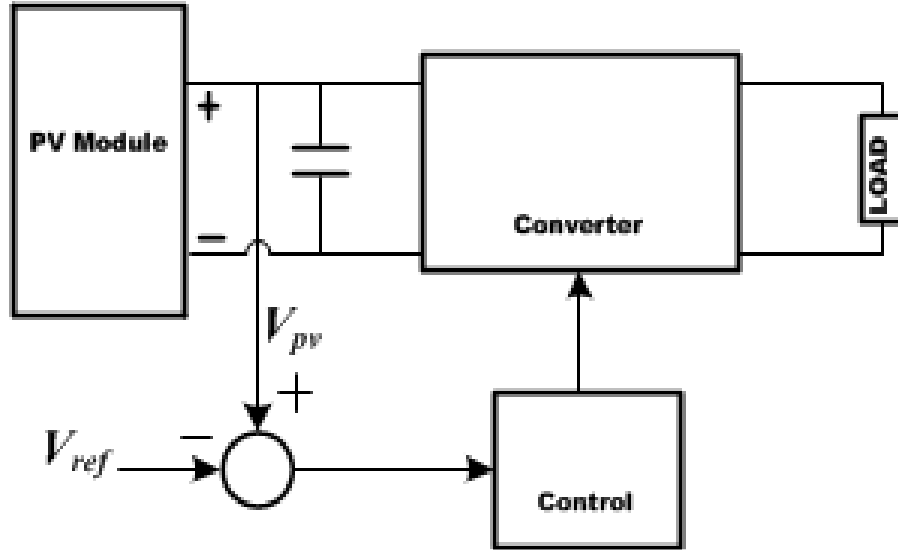 PV Module
+
−
Converter
LOAD
V_pv
+
−
V_ref
Control